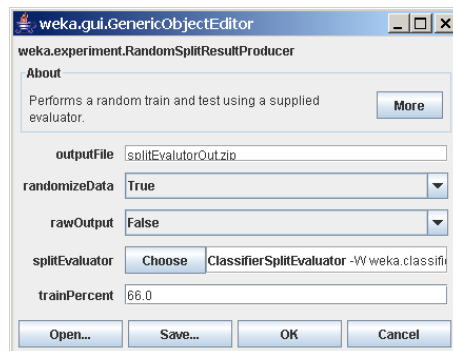 weka.gui.GenericObjectEditor
weka.experiment.RandomSplitResultProducer
About
Performs a random train and test using a supplied
evaluator.
More
outputFile splitEvalutorOut.zip
randomizeData True
rawOutput False
splitEvaluator Choose ClassifierSplitEvaluator -W weka.classifi
trainPercent 66.0
Open... Save... OK Cancel